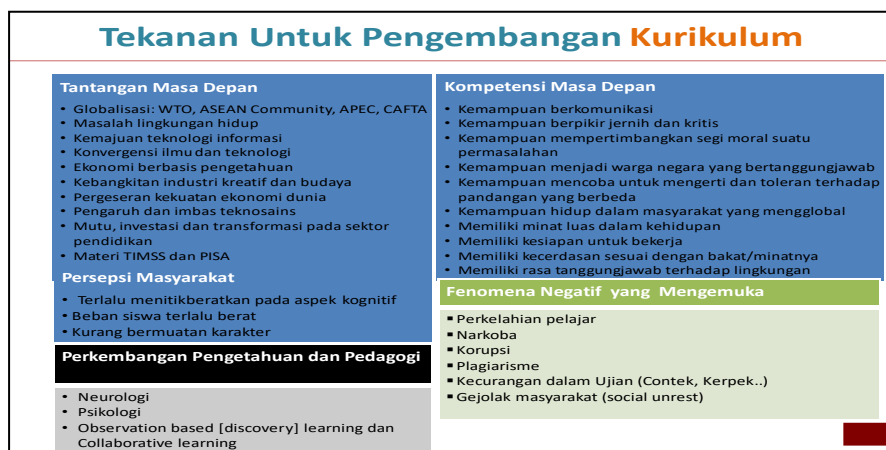 Tekanan Untuk Pengembangan Kurikulum
Tantangan Masa Depan
• Globalisasi: WTO, ASEAN Community, APEC, CAFTA
• Masalah lingkungan hidup
• Kemajuan teknologi informasi
• Konvergensi ilmu dan teknologi
• Ekonomi berbasis pengetahuan
• Kebangkitan industri kreatif dan budaya
• Pergeseran kekuatan ekonomi dunia
• Pengaruh dan imbas teknosains
• Mutu, investasi dan transformasi pada sektor
pendidikan
• Materi TIMSS dan PISA
Persepsi Masyarakat
• Terlalu menitikberatkan pada aspek kognitif
• Beban siswa terlalu berat
• Kurang bermuatan karakter
Perkembangan Pengetahuan dan Pedagogi
• Neurologi
• Psikologi
• Observation based [discovery] learning dan
Collaborative learning
Kompetensi Masa Depan
• Kemampuan berkomunikasi
• Kemampuan berpikir jernih dan kritis
• Kemampuan mempertimbangkan segi moral suatu
permasalahan
• Kemampuan menjadi warga negara yang bertanggungjawab
• Kemampuan mencoba untuk mengerti dan toleran terhadap
pandangan yang berbeda
• Kemampuan hidup dalam masyarakat yang mengglobal
• Memiliki minat luas dalam kehidupan
• Memiliki kesiapan untuk bekerja
• Memiliki kecerdasan sesuai dengan bakat/minatnya
• Memiliki rasa tanggungjawab terhadap lingkungan
Fenomena Negatif yang Mengemuka
▪ Perkelahian pelajar
▪ Narkoba
▪ Korupsi
▪ Plagiarisme
▪ Kecurangan dalam Ujian (Contek, Kerpek..)
▪ Gejolak masyarakat (social unrest)